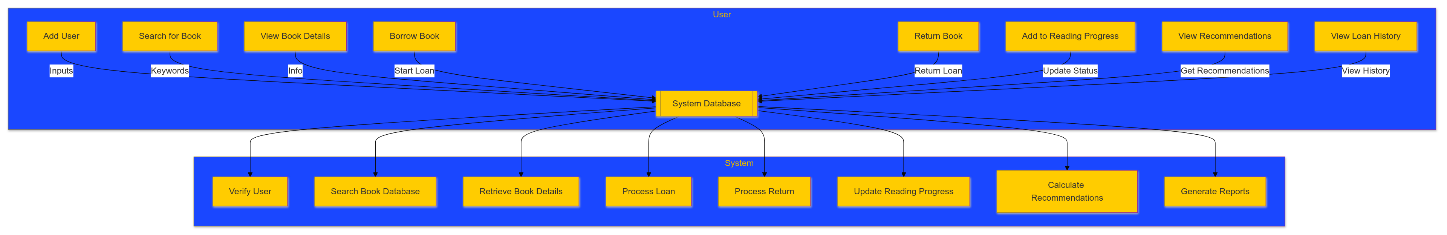 User
Add User
Search for Book
View Book Details
Borrow Book
Return Book
Add to Reading Progress
View Recommendations
View Loan History
Inputs
Keywords
Info
Start Loan
Return Loan
Update Status
Get Recommendations
View History
System Database
System
Verify User
Search Book Database
Retrieve Book Details
Process Loan
Process Return
Update Reading Progress
Calculate
Recommendations
Generate Reports